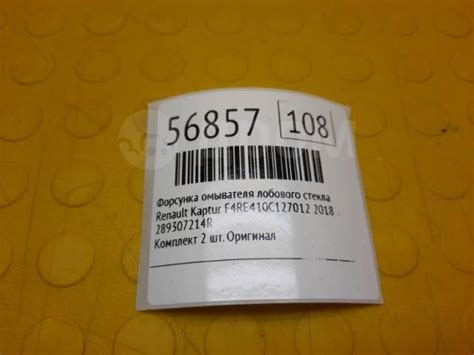 56857 108
Форсунка омывателя лобового стекла
Renault Kaptur F4RE410C127012 2018
289307214R
Комплект 2 шт. Оригинал